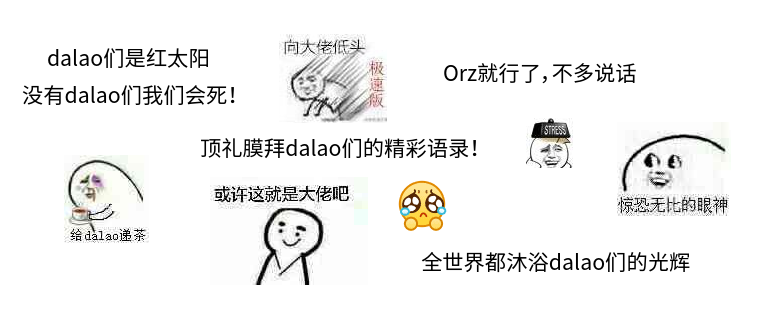 向大佬低头
极速版
dalao们是红太阳
没有dalao们我们会死！
Orz就行了，不多说话
STRESS
顶礼膜拜dalao们的精彩语录！
或许这就是大佬吧
惊恐无比的眼神
给dalao递茶
全世界都沐浴dalao们的光辉